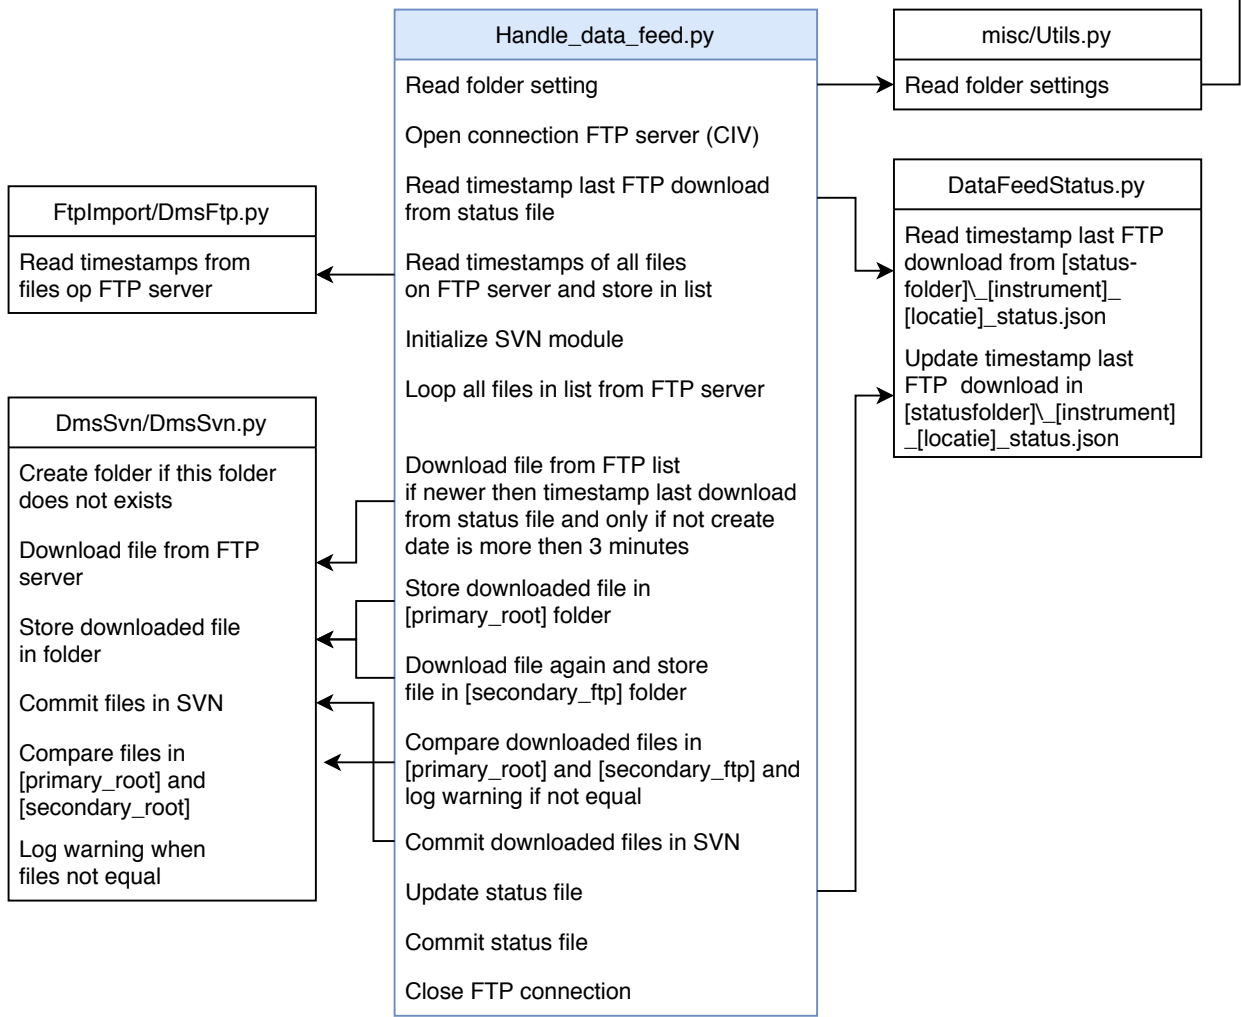 Handle_data_feed.py
Read folder setting
Open connection FTP server (CIV)
Read timestamp last FTP download
from status file
Read timestamps of all files
on FTP server and store in list
Initialize SVN module
Loop all files in list from FTP server
Download file from FTP list
if newer then timestamp last download
from status file and only if not create
date is more then 3 minutes
Store downloaded file in
[primary_root] folder
Download file again and store
file in [secondary_ftp] folder
Compare downloaded files in
[primary_root] and [secondary_ftp] and
log warning if not equal
Commit downloaded files in SVN
Update status file
Commit status file
Close FTP connection
misc/Utils.py
Read folder settings
DataFeedStatus.py
Read timestamp last FTP
download from [status-
folder]\_[instrument]_
[locatie]_status.json
Update timestamp last
FTP  download in
[statusfolder]\_[instrument]
_[locatie]_status.json
FtpImport/DmsFtp.py
Read timestamps from
files op FTP server
DmsSvn/DmsSvn.py
Create folder if this folder
does not exists
Download file from FTP
server
Store downloaded file
in folder
Commit files in SVN
Compare files in
[primary_root] and
[secondary_root]
Log warning when
files not equal